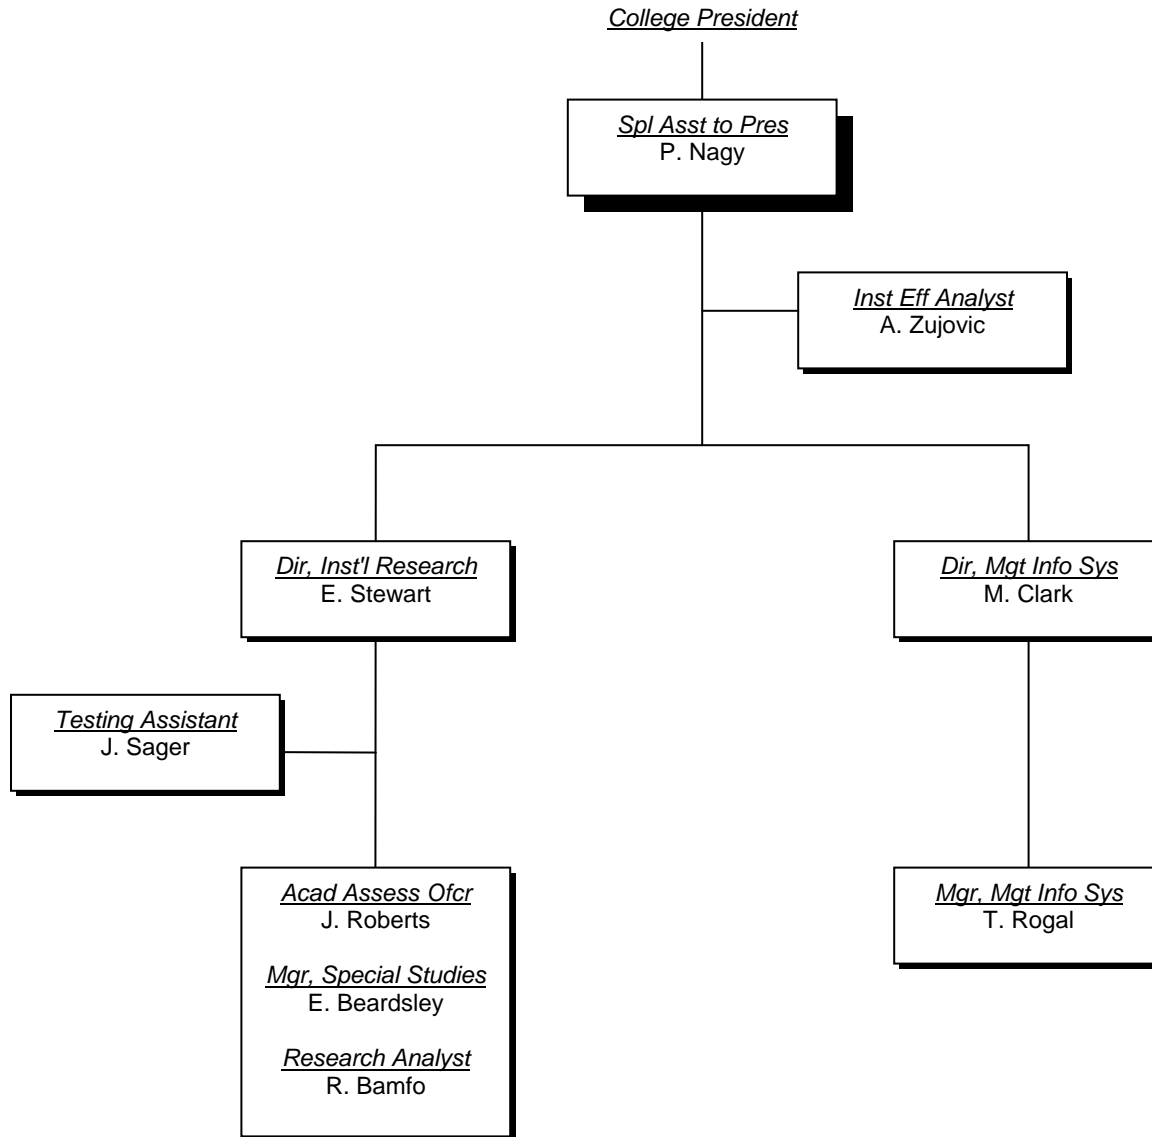 College President
Spl Asst to Pres
P. Nagy
Inst Eff Analyst
A. Zujovic
Dir, Inst'l Research
E. Stewart
Dir, Mgt Info Sys
M. Clark
Testing Assistant
J. Sager
Acad Assess Ofcr
J. Roberts
Mgr, Special Studies
E. Beardsley
Research Analyst
R. Bamfo
Mgr, Mgt Info Sys
T. Rogal